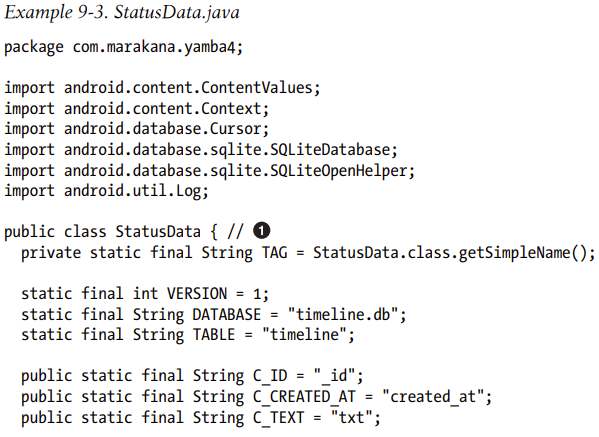 Example 9-3. StatusData.java
package com.marakana.yamba4;
import android.content.ContentValues;
import android.content.Context;
import android.database.Cursor;
import android.database.sqlite.SQLiteDatabase;
import android.database.sqlite.SQLiteOpenHelper;
import android.util.Log;
public class StatusData { // ❶
  private static final String TAG = StatusData.class.getSimpleName();
  static final int VERSION = 1;
  static final String DATABASE = "timeline.db";
  static final String TABLE = "timeline";
  public static final String C_ID = "_id";
  public static final String C_CREATED_AT = "created_at";
  public static final String C_TEXT = "txt";